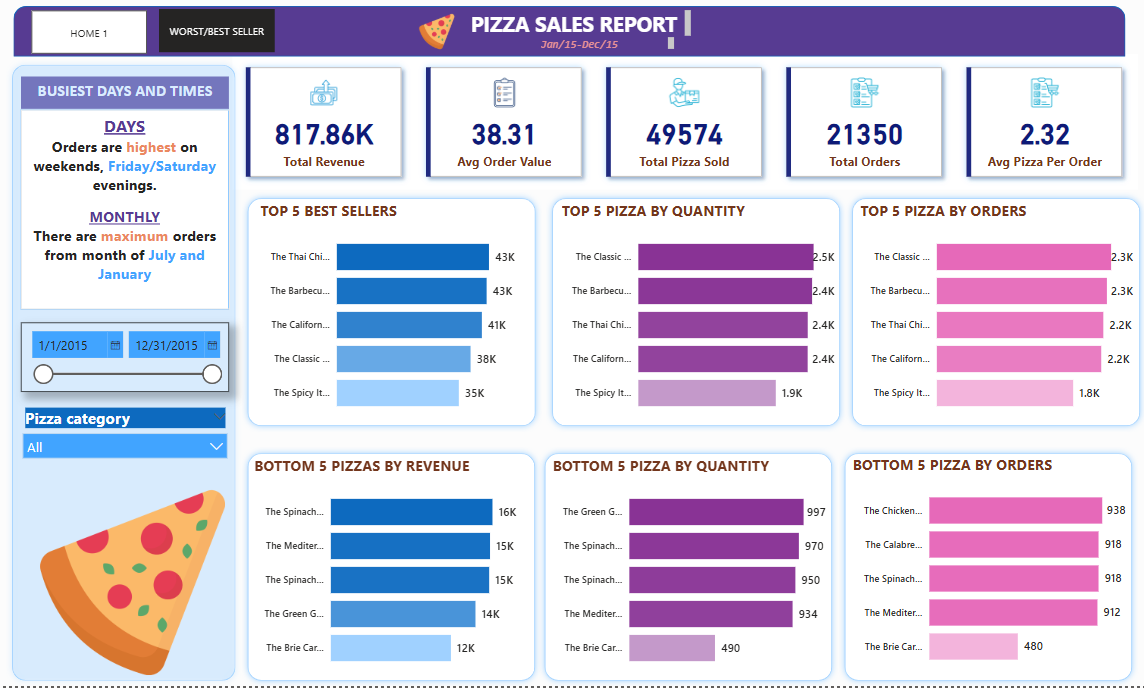 HOME 1
WORST/BEST SELLER
PIZZA SALES REPORT
Jan/15-Dec/15
BUSIEST DAYS AND TIMES
DAYS
Orders are highest on
weekends, Friday/Saturday
evenings.
MONTHLY
There are maximum orders
from month of July and
January
1/1/2015
12/31/2015
Pizza category
All
817.86K
Total Revenue
38.31
Avg Order Value
49574
Total Pizza Sold
21350
Total Orders
2.32
Avg Pizza Per Order
TOP 5 BEST SELLERS
The Thai Chi... 43K
The Barbecu... 43K
The Californ... 41K
The Classic ... 38K
The Spicy It... 35K
TOP 5 PIZZA BY QUANTITY
The Classic ... 2.5K
The Barbecu... 2.4K
The Thai Chi... 2.4K
The Californ... 2.4K
The Spicy It... 1.9K
TOP 5 PIZZA BY ORDERS
The Classic ... 2.3K
The Barbecu... 2.3K
The Thai Chi... 2.2K
The Californ... 2.2K
The Spicy It... 1.8K
BOTTOM 5 PIZZAS BY REVENUE
The Spinach... 16K
The Mediter... 15K
The Spinach... 15K
The Green G... 14K
The Brie Car... 12K
BOTTOM 5 PIZZA BY QUANTITY
The Green G... 997
The Spinach... 970
The Spinach... 950
The Mediter... 934
The Brie Car... 490
BOTTOM 5 PIZZA BY ORDERS
The Chicken... 938
The Calabre... 918
The Spinach... 918
The Mediter... 912
The Brie Car... 480